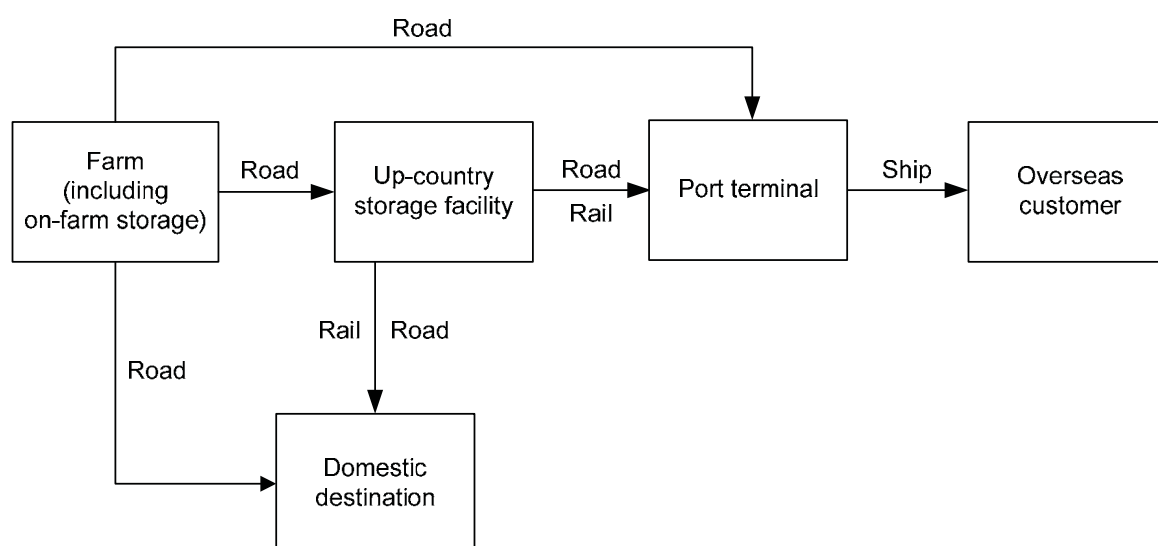 Road
Farm
(including
on-farm storage)
Road
Up-country
storage facility
Road
Rail
Port terminal
Ship
Overseas
customer
Rail
Road
Road
Domestic
destination